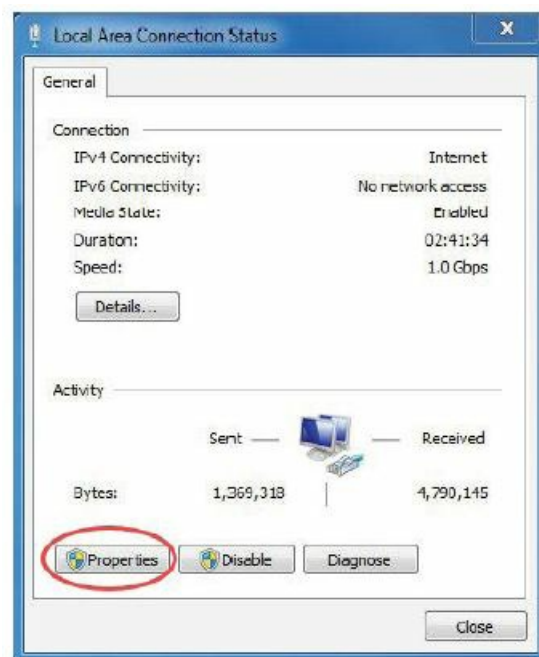 Local Area Connection Status
X
General
Connection
IPv4 Connectivity: Internet
IPv6 Connectivity: No network access
Media State: Enabled
Duration: 02:41:34
Speed: 1.0 Gbps
Details...
Activity
Sent Received
Bytes: 1,369,318 4,790,145
Properties Disable Diagnose
Close